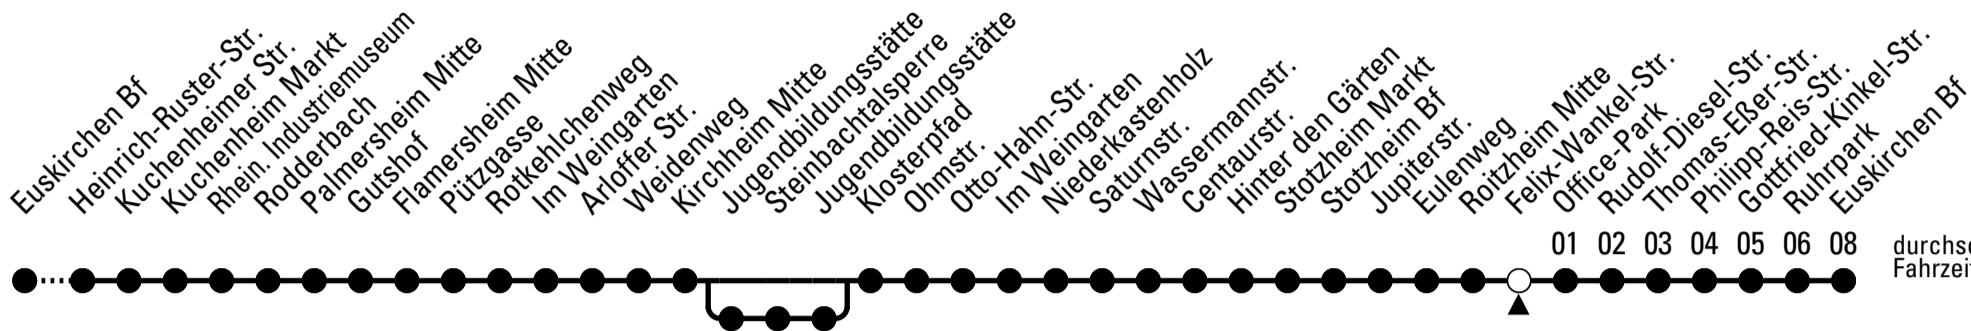 Euskirchen Bf
Heinrich-Ruster-Str.
Kuchenheimer Str.
Kuchenheim Markt
Rhein. Industriemuseum
Rodderbach
Palmersheim Mitte
Gutshof
Flamersheim Mitte
Pützgasse
Rotkehlchenweg
Im Weingarten
Arloffer Str.
Weidenweg
Kirchheim Mitte
Jugendbildungsstätte
Steinbachtalsperre
Jugendbildungsstätte
Klosterpfad
Ohmstr.
Otto-Hahn-Str.
Im Weingarten
Niederkastenholz
Saturnstr.
Wassermannstr.
Centaurstr.
Hinter den Gärten
Stotzheim Markt
Stotzheim Bf
Jupiterstr.
Eulenweg
Roitzheim Mitte
Felix-Wankel-Str.
Office-Park
Rudolf-Diesel-Str.
Thomas-Eßer-Str.
Philipp-Reis-Str.
Gottfried-Kinkel-Str.
Ruhrpark
Euskirchen Bf
01 02 03 04 05 06 08